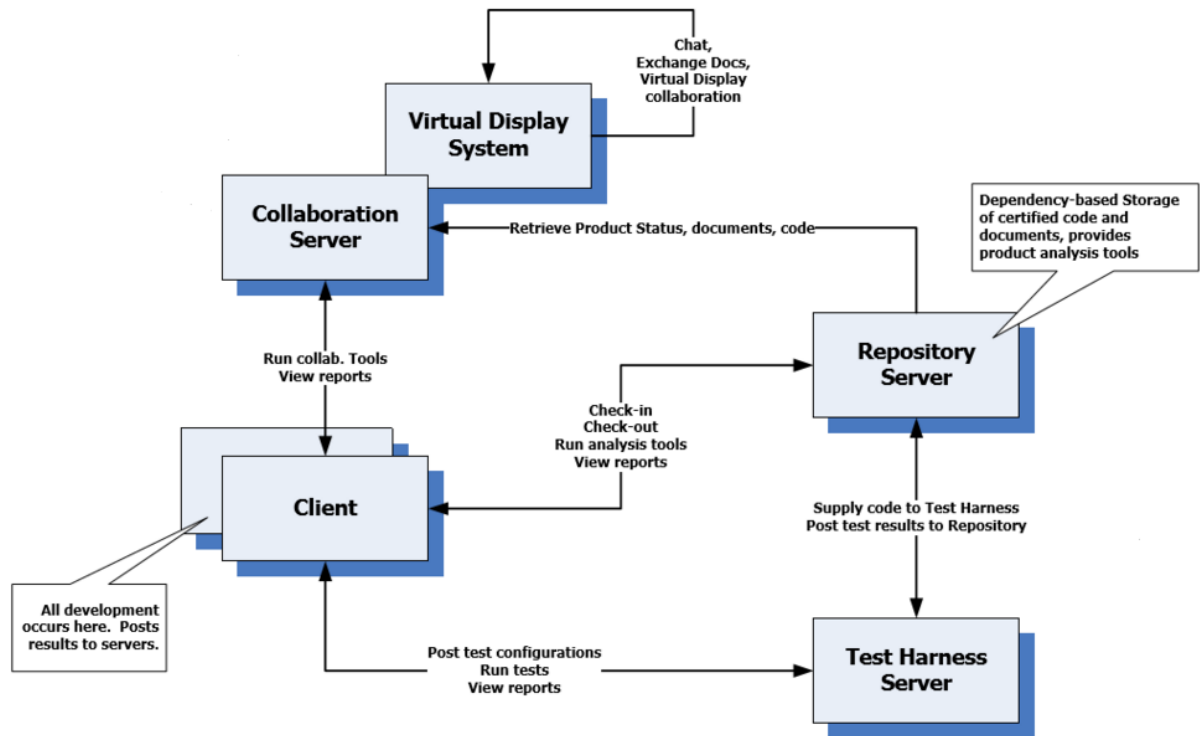 Chat,
Exchange Docs,
Virtual Display
collaboration
Virtual Display
System
Collaboration
Server
Retrieve Product Status, documents, code
Dependency-based Storage
of certified code and
documents, provides
product analysis tools
Repository
Server
Run collab. Tools
View reports
Check-in
Check-out
Run analysis tools
View reports
Client
Supply code to Test Harness
Post test results to Repository
All development
occurs here.  Posts
results to servers.
Post test configurations
Run tests
View reports
Test Harness
Server